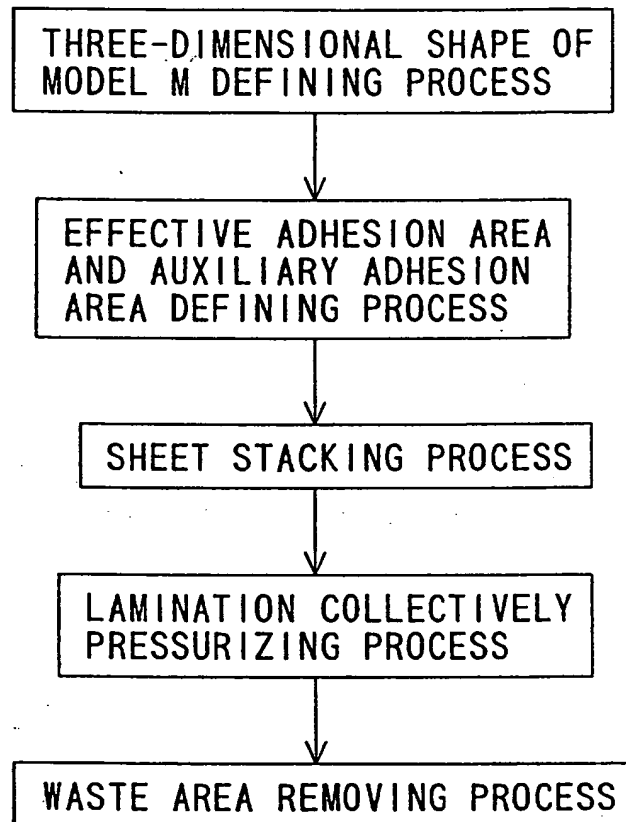 THREE-DIMENSIONAL SHAPE OF
MODEL M DEFINING PROCESS
EFFECTIVE ADHESION AREA
AND AUXILIARY ADHESION
AREA DEFINING PROCESS
SHEET STACKING PROCESS
LAMINATION COLLECTIVELY
PRESSURIZING PROCESS
WASTE AREA REMOVING PROCESS